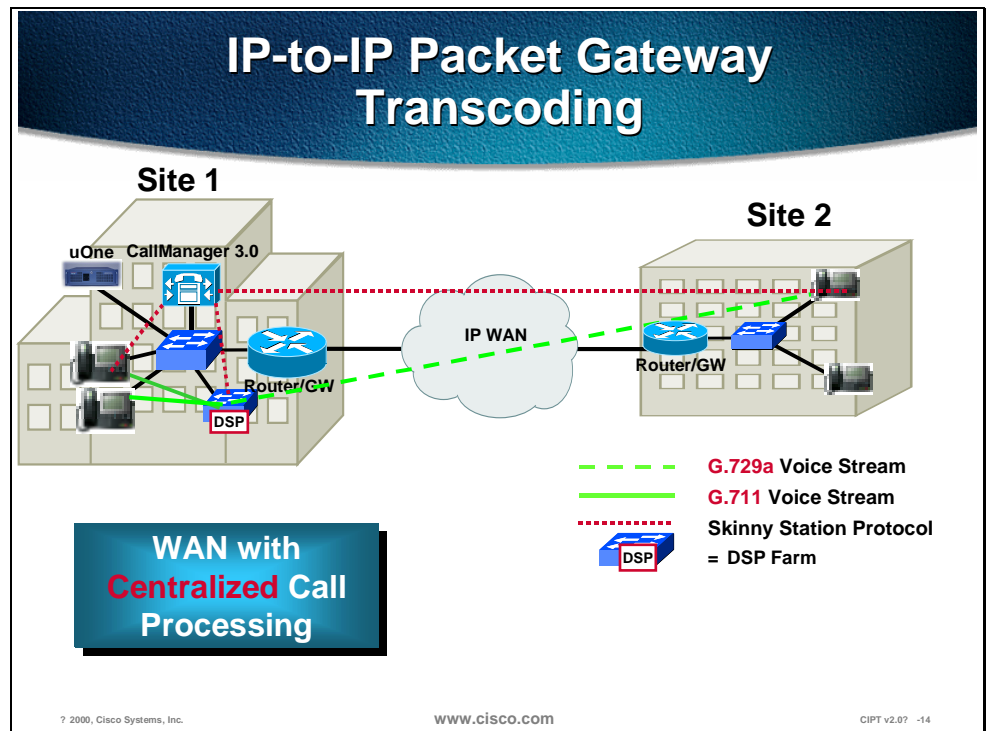 IP-to-IP Packet Gateway
Transcoding
Site 1
Site 2
uOne
CallManager 3.0
IP WAN
Router/GW
Router/GW
DSP
G.729a Voice Stream
G.711 Voice Stream
Skinny Station Protocol
DSP
= DSP Farm
WAN with
Centralized Call
Processing
? 2000, Cisco Systems, Inc.
www.cisco.com
CIPT v2.0? -14